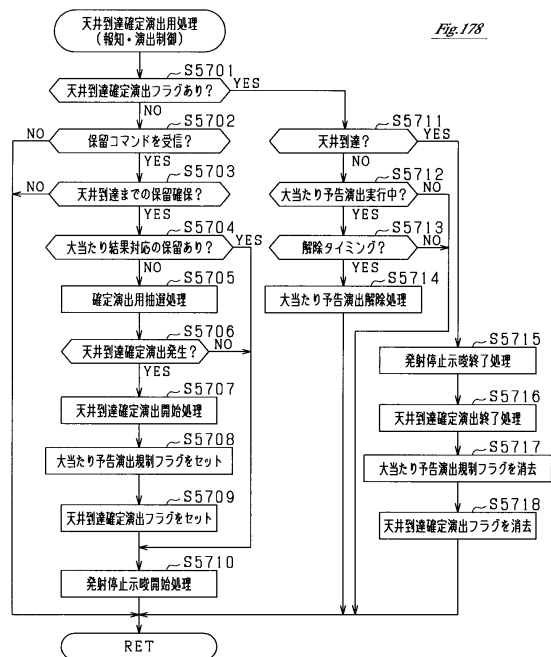 Fig.178
天井到達確定演出用処理
(報知・演出制御)
S5701
天井到達確定演出フラグあり?
YES
NO
S5702
保留コマンドを受信?
NO
YES
S5703
天井到達までの保留確保?
NO
YES
S5704
大当たり結果対応の保留あり?
YES
NO
S5705
確定演出用抽選処理
S5706
天井到達確定演出発生?
NO
YES
S5707
天井到達確定演出開始処理
S5708
大当たり予告演出規制フラグをセット
S5709
天井到達確定演出フラグをセット
S5710
発射停止示唆開始処理
RET
S5711
天井到達?
YES
NO
S5712
大当たり予告演出実行中?
NO
YES
S5713
解除タイミング?
NO
YES
S5714
大当たり予告演出解除処理
S5715
発射停止示唆終了処理
S5716
天井到達確定演出終了処理
S5717
大当たり予告演出規制フラグを消去
S5718
天井到達確定演出フラグを消去